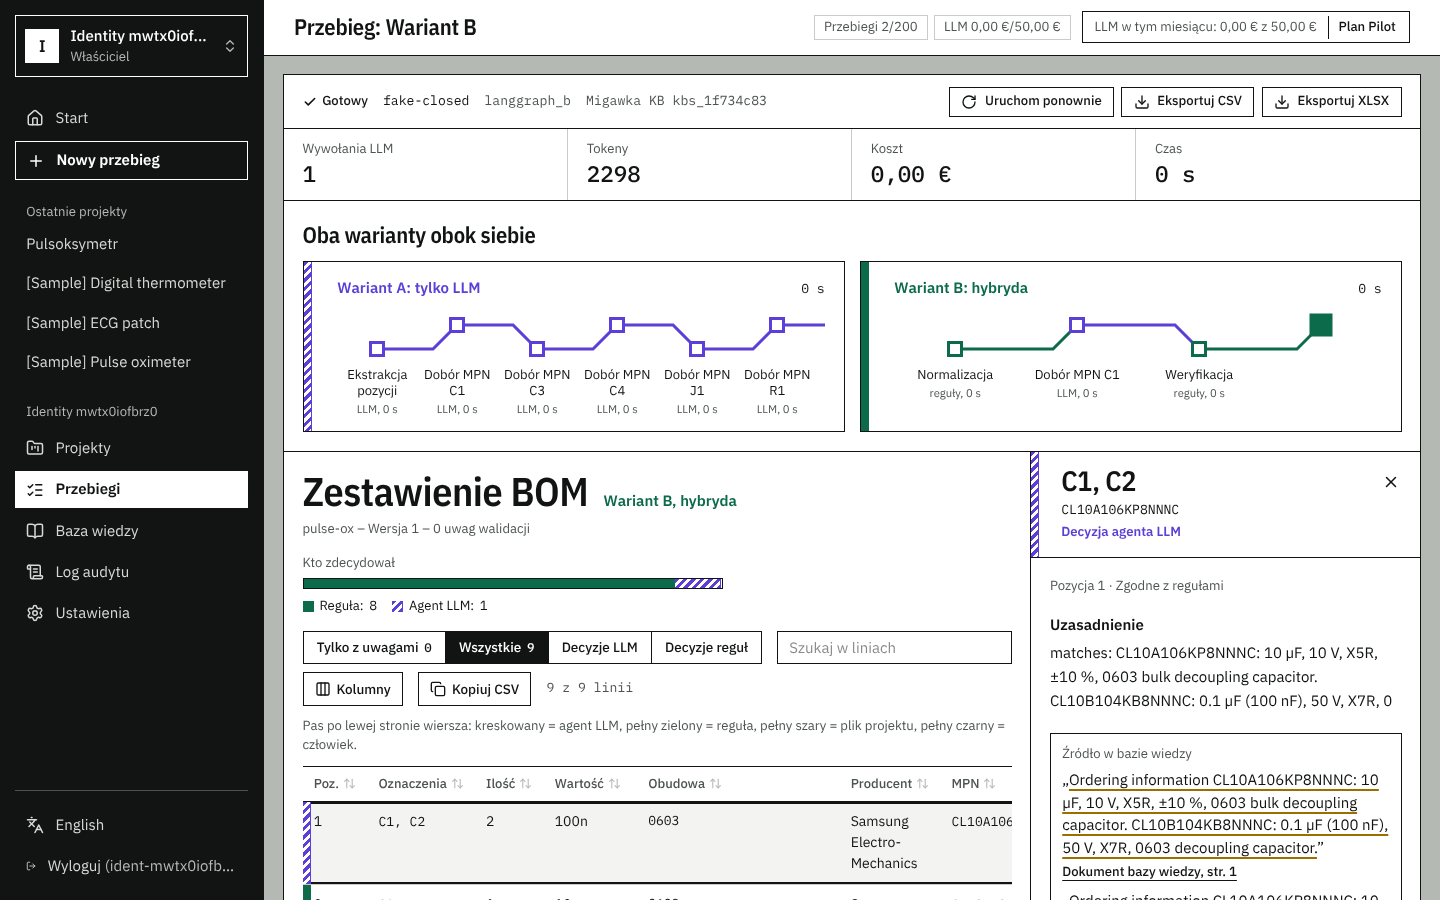 I
Identity mwtx0iof...
Właściciel
Start
Nowy przebieg
Ostatnie projekty
Pulsoksymetr
[Sample] Digital thermometer
[Sample] ECG patch
[Sample] Pulse oximeter
Identity mwtx0iofbrz0
Projekty
Przebiegi
Baza wiedzy
Log audytu
Ustawienia
English
Wyloguj (ident-mwtx0iofb...
Przebieg: Wariant B
Przebiegi 2/200
LLM 0,00 €/50,00 €
LLM w tym miesiącu: 0,00 € z 50,00 €
Plan Pilot
Gotowy fake-closed langgraph_b Migawka KB kbs_1f734c83
Uruchom ponownie
Eksportuj CSV
Eksportuj XLSX
Wywołania LLM
1
Tokeny
2298
Koszt
0,00 €
Czas
0 s
Oba warianty obok siebie
Wariant A: tylko LLM
0 s
Ekstrakcja pozycji
LLM, 0 s
Dobór MPN C1
LLM, 0 s
Dobór MPN C3
LLM, 0 s
Dobór MPN C4
LLM, 0 s
Dobór MPN J1
LLM, 0 s
Dobór MPN R1
LLM, 0 s
Wariant B: hybryda
0 s
Normalizacja
reguły, 0 s
Dobór MPN C1
LLM, 0 s
Weryfikacja
reguły, 0 s
Zestawienie BOM Wariant B, hybryda
pulse-ox – Wersja 1 – 0 uwag walidacji
Kto zdecydował
Reguła: 8 Agent LLM: 1
Tylko z uwagami 0
Wszystkie 9
Decyzje LLM
Decyzje reguł
Szukaj w liniach
Kolumny
Kopiuj CSV
9 z 9 linii
Pas po lewej stronie wiersza: kreskowany = agent LLM, pełny zielony = reguła, pełny szary = plik projektu, pełny czarny =
człowiek.
Poz. Oznaczenia Ilość Wartość Obudowa Producent MPN
1 C1, C2 2 100n 0603 Samsung Electro-Mechanics CL10A106
C1, C2
CL10A106KP8NNNC
Decyzja agenta LLM
Pozycja 1 · Zgodne z regułami
Uzasadnienie
matches: CL10A106KP8NNNC: 10 µF, 10 V, X5R,
±10 %, 0603 bulk decoupling capacitor.
CL10B104KB8NNNC: 0.1 µF (100 nF), 50 V, X7R, 0
Źródło w bazie wiedzy
„Ordering information CL10A106KP8NNNC: 10
µF, 10 V, X5R, ±10 %, 0603 bulk decoupling
capacitor. CL10B104KB8NNNC: 0.1 µF (100 nF),
50 V, X7R, 0603 decoupling capacitor.”
Dokument bazy wiedzy, str. 1
„Ordering information CL10A106KP8NNNC: 10